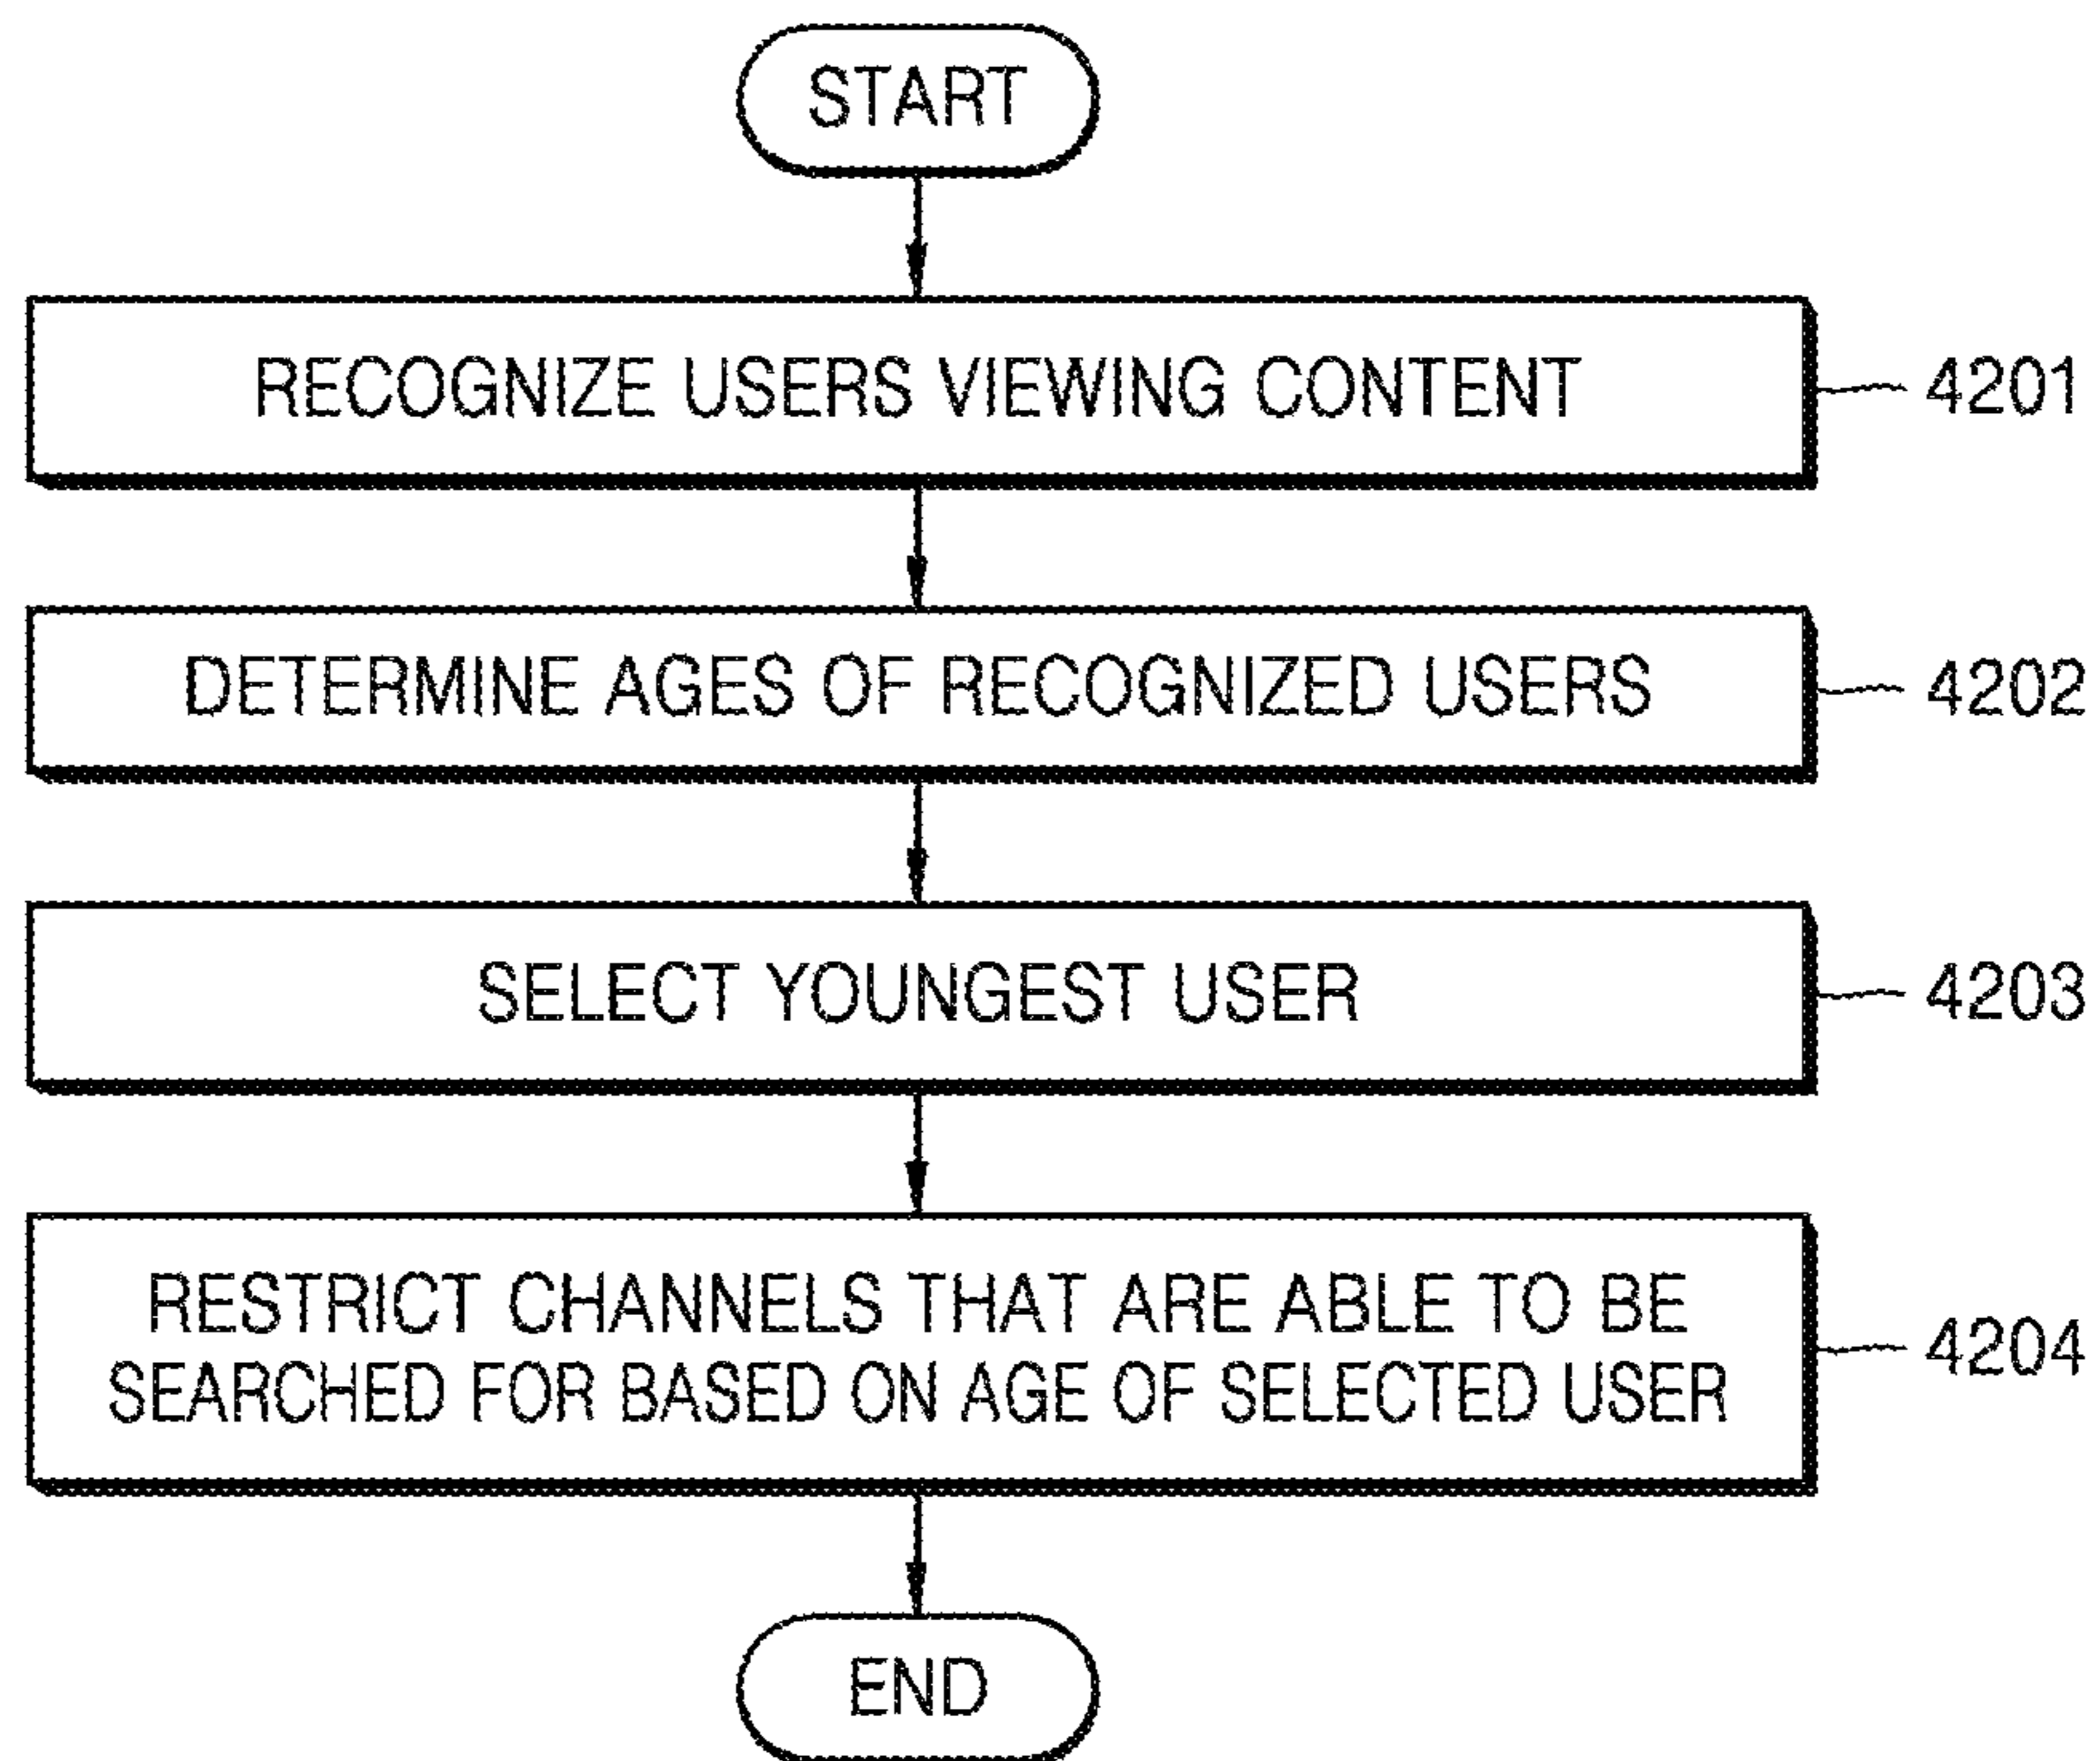 START
RECOGNIZE USERS VIEWING CONTENT
4201
DETERMINE AGES OF RECOGNIZED USERS
4202
SELECT YOUNGEST USER
4203
RESTRICT CHANNELS THAT ARE ABLE TO BE
SEARCHED FOR BASED ON AGE OF SELECTED USER
4204
END